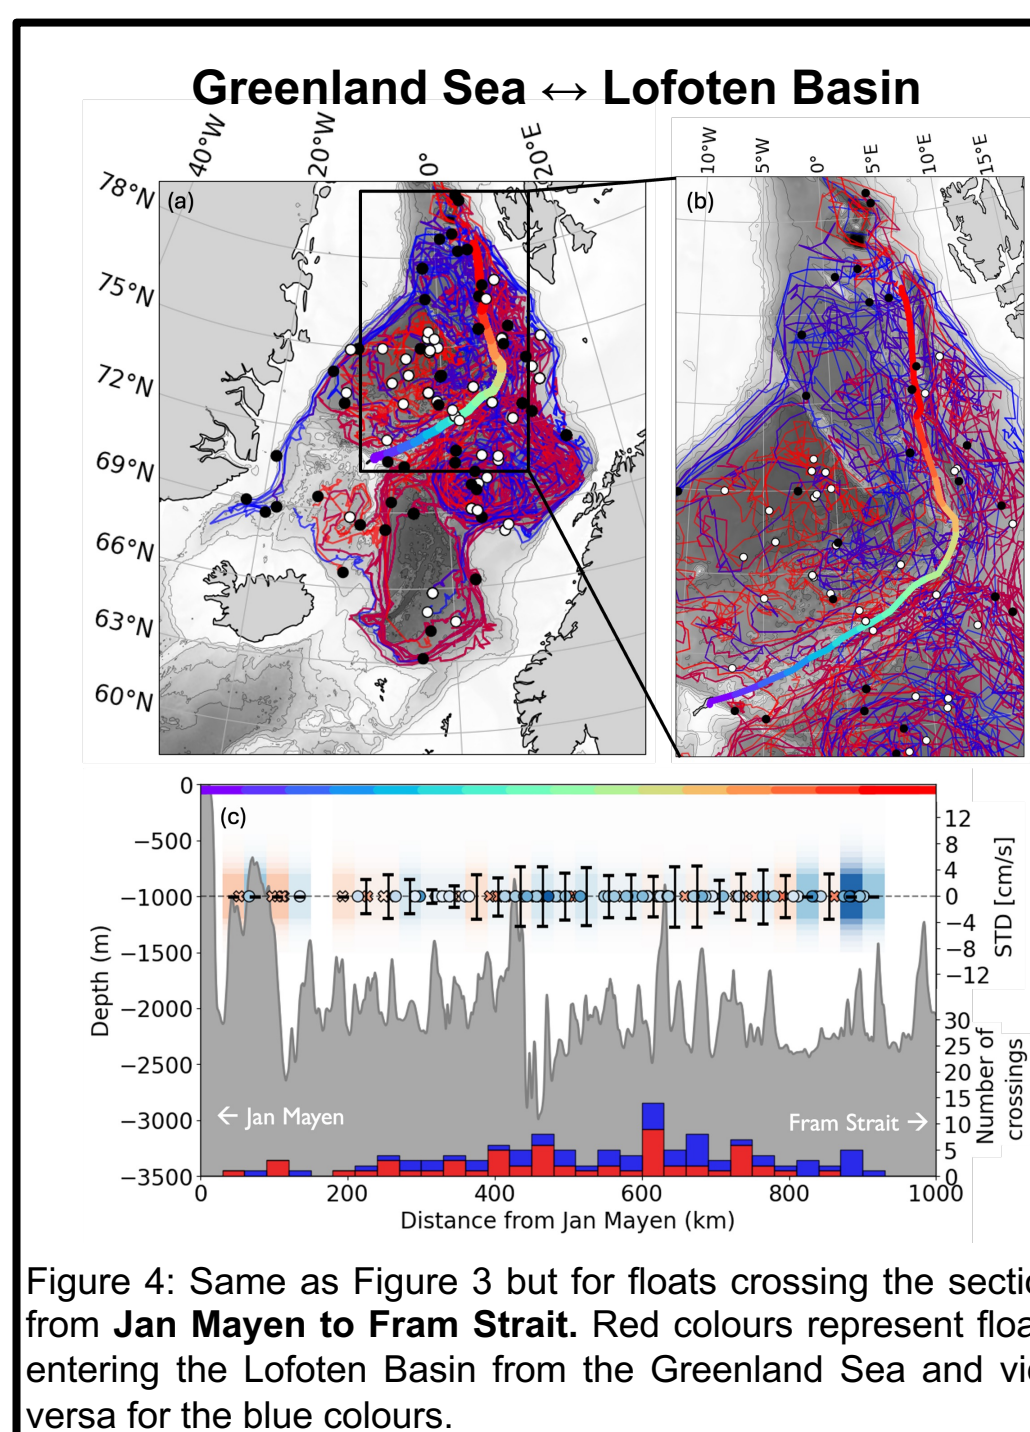 Greenland Sea ↔ Lofoten Basin
40°W
20°W
0°
20°E
10°W
5°W
0°
5°E
10°E
15°E
78°N
75°N
72°N
69°N
66°N
63°N
60°N
(a)
(b)
(c)
0
−500
−1000
−1500
−2000
−2500
−3000
−3500
Depth (m)
12
8
4
0
−4
−8
−12
STD [cm/s]
30
25
20
15
10
5
0
Number of
crossings
← Jan Mayen
Fram Strait →
0 200 400 600 800 1000
Distance from Jan Mayen (km)
Figure 4: Same as Figure 3 but for floats crossing the sectio
from Jan Mayen to Fram Strait. Red colours represent floa
entering the Lofoten Basin from the Greenland Sea and vic
versa for the blue colours.